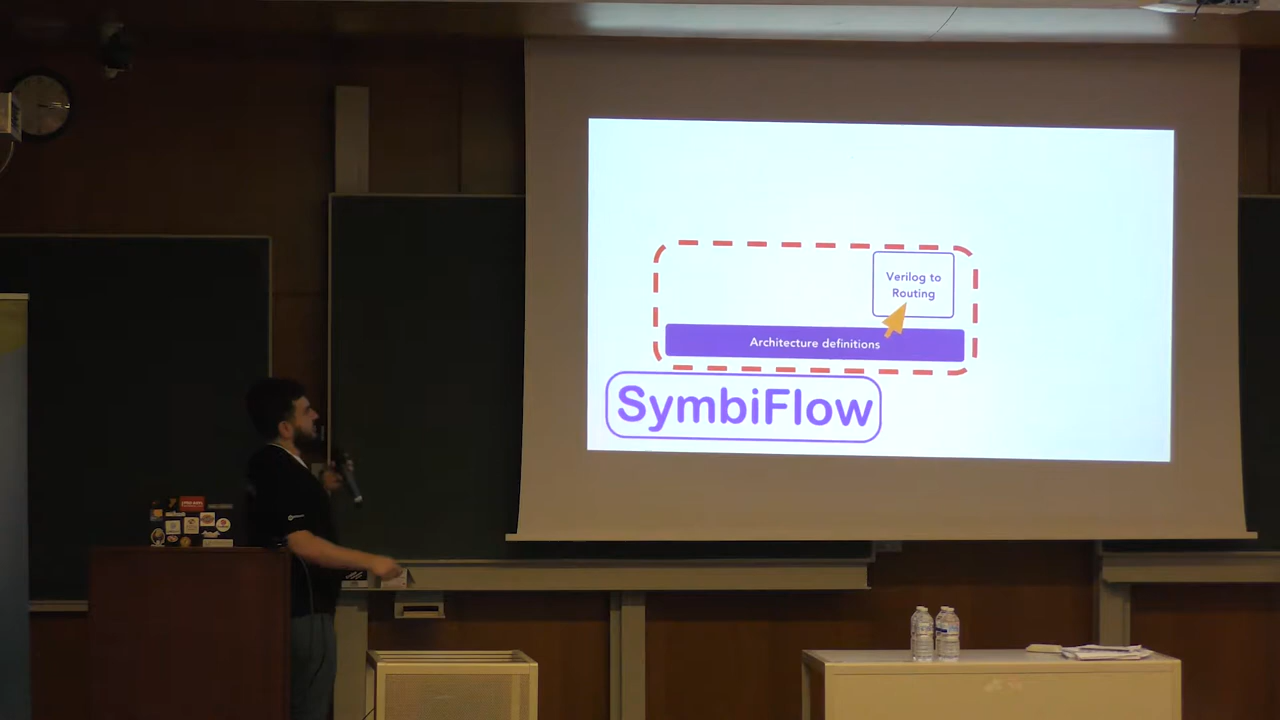 Verilog to
Routing
Architecture definitions
SymbiFlow